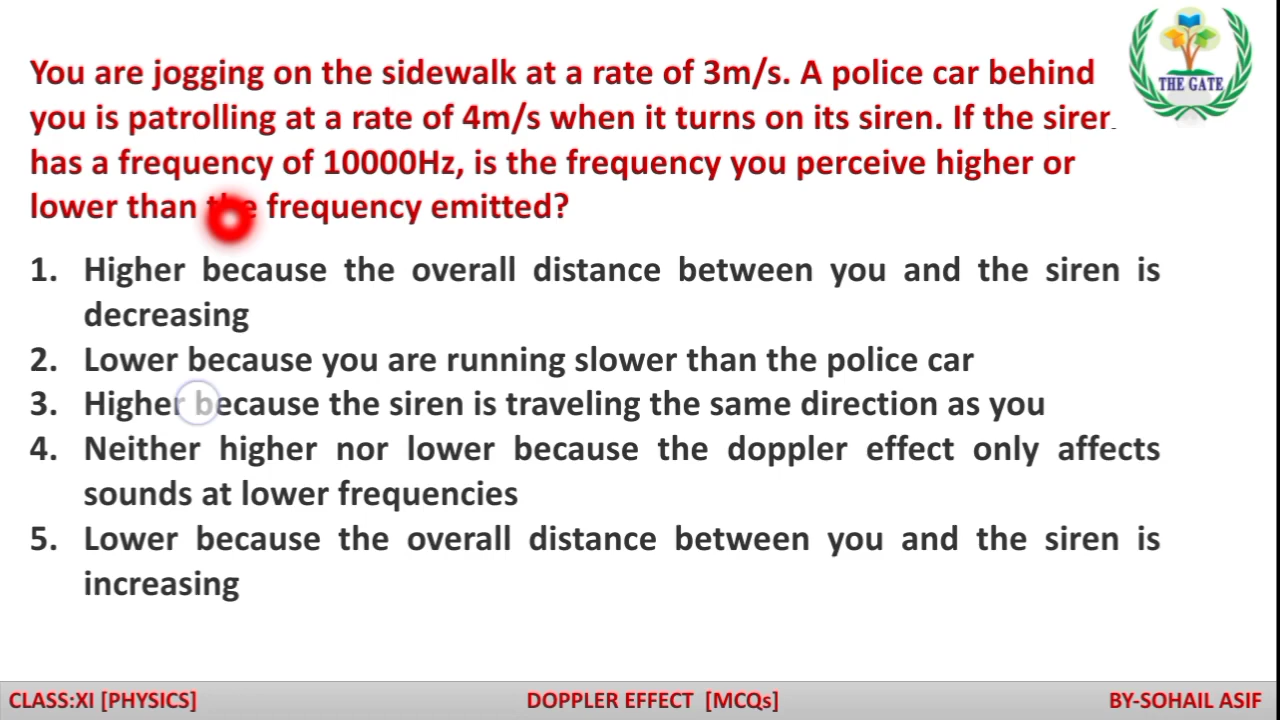 THE GATE
You are jogging on the sidewalk at a rate of 3m/s. A police car behind
you is patrolling at a rate of 4m/s when it turns on its siren. If the siren
has a frequency of 10000Hz, is the frequency you perceive higher or
lower than the frequency emitted?
1. Higher because the overall distance between you and the siren is
decreasing
2. Lower because you are running slower than the police car
3. Higher because the siren is traveling the same direction as you
4. Neither higher nor lower because the doppler effect only affects
sounds at lower frequencies
5. Lower because the overall distance between you and the siren is
increasing
CLASS:XI [PHYSICS] DOPPLER EFFECT [MCQs] BY-SOHAIL ASIF